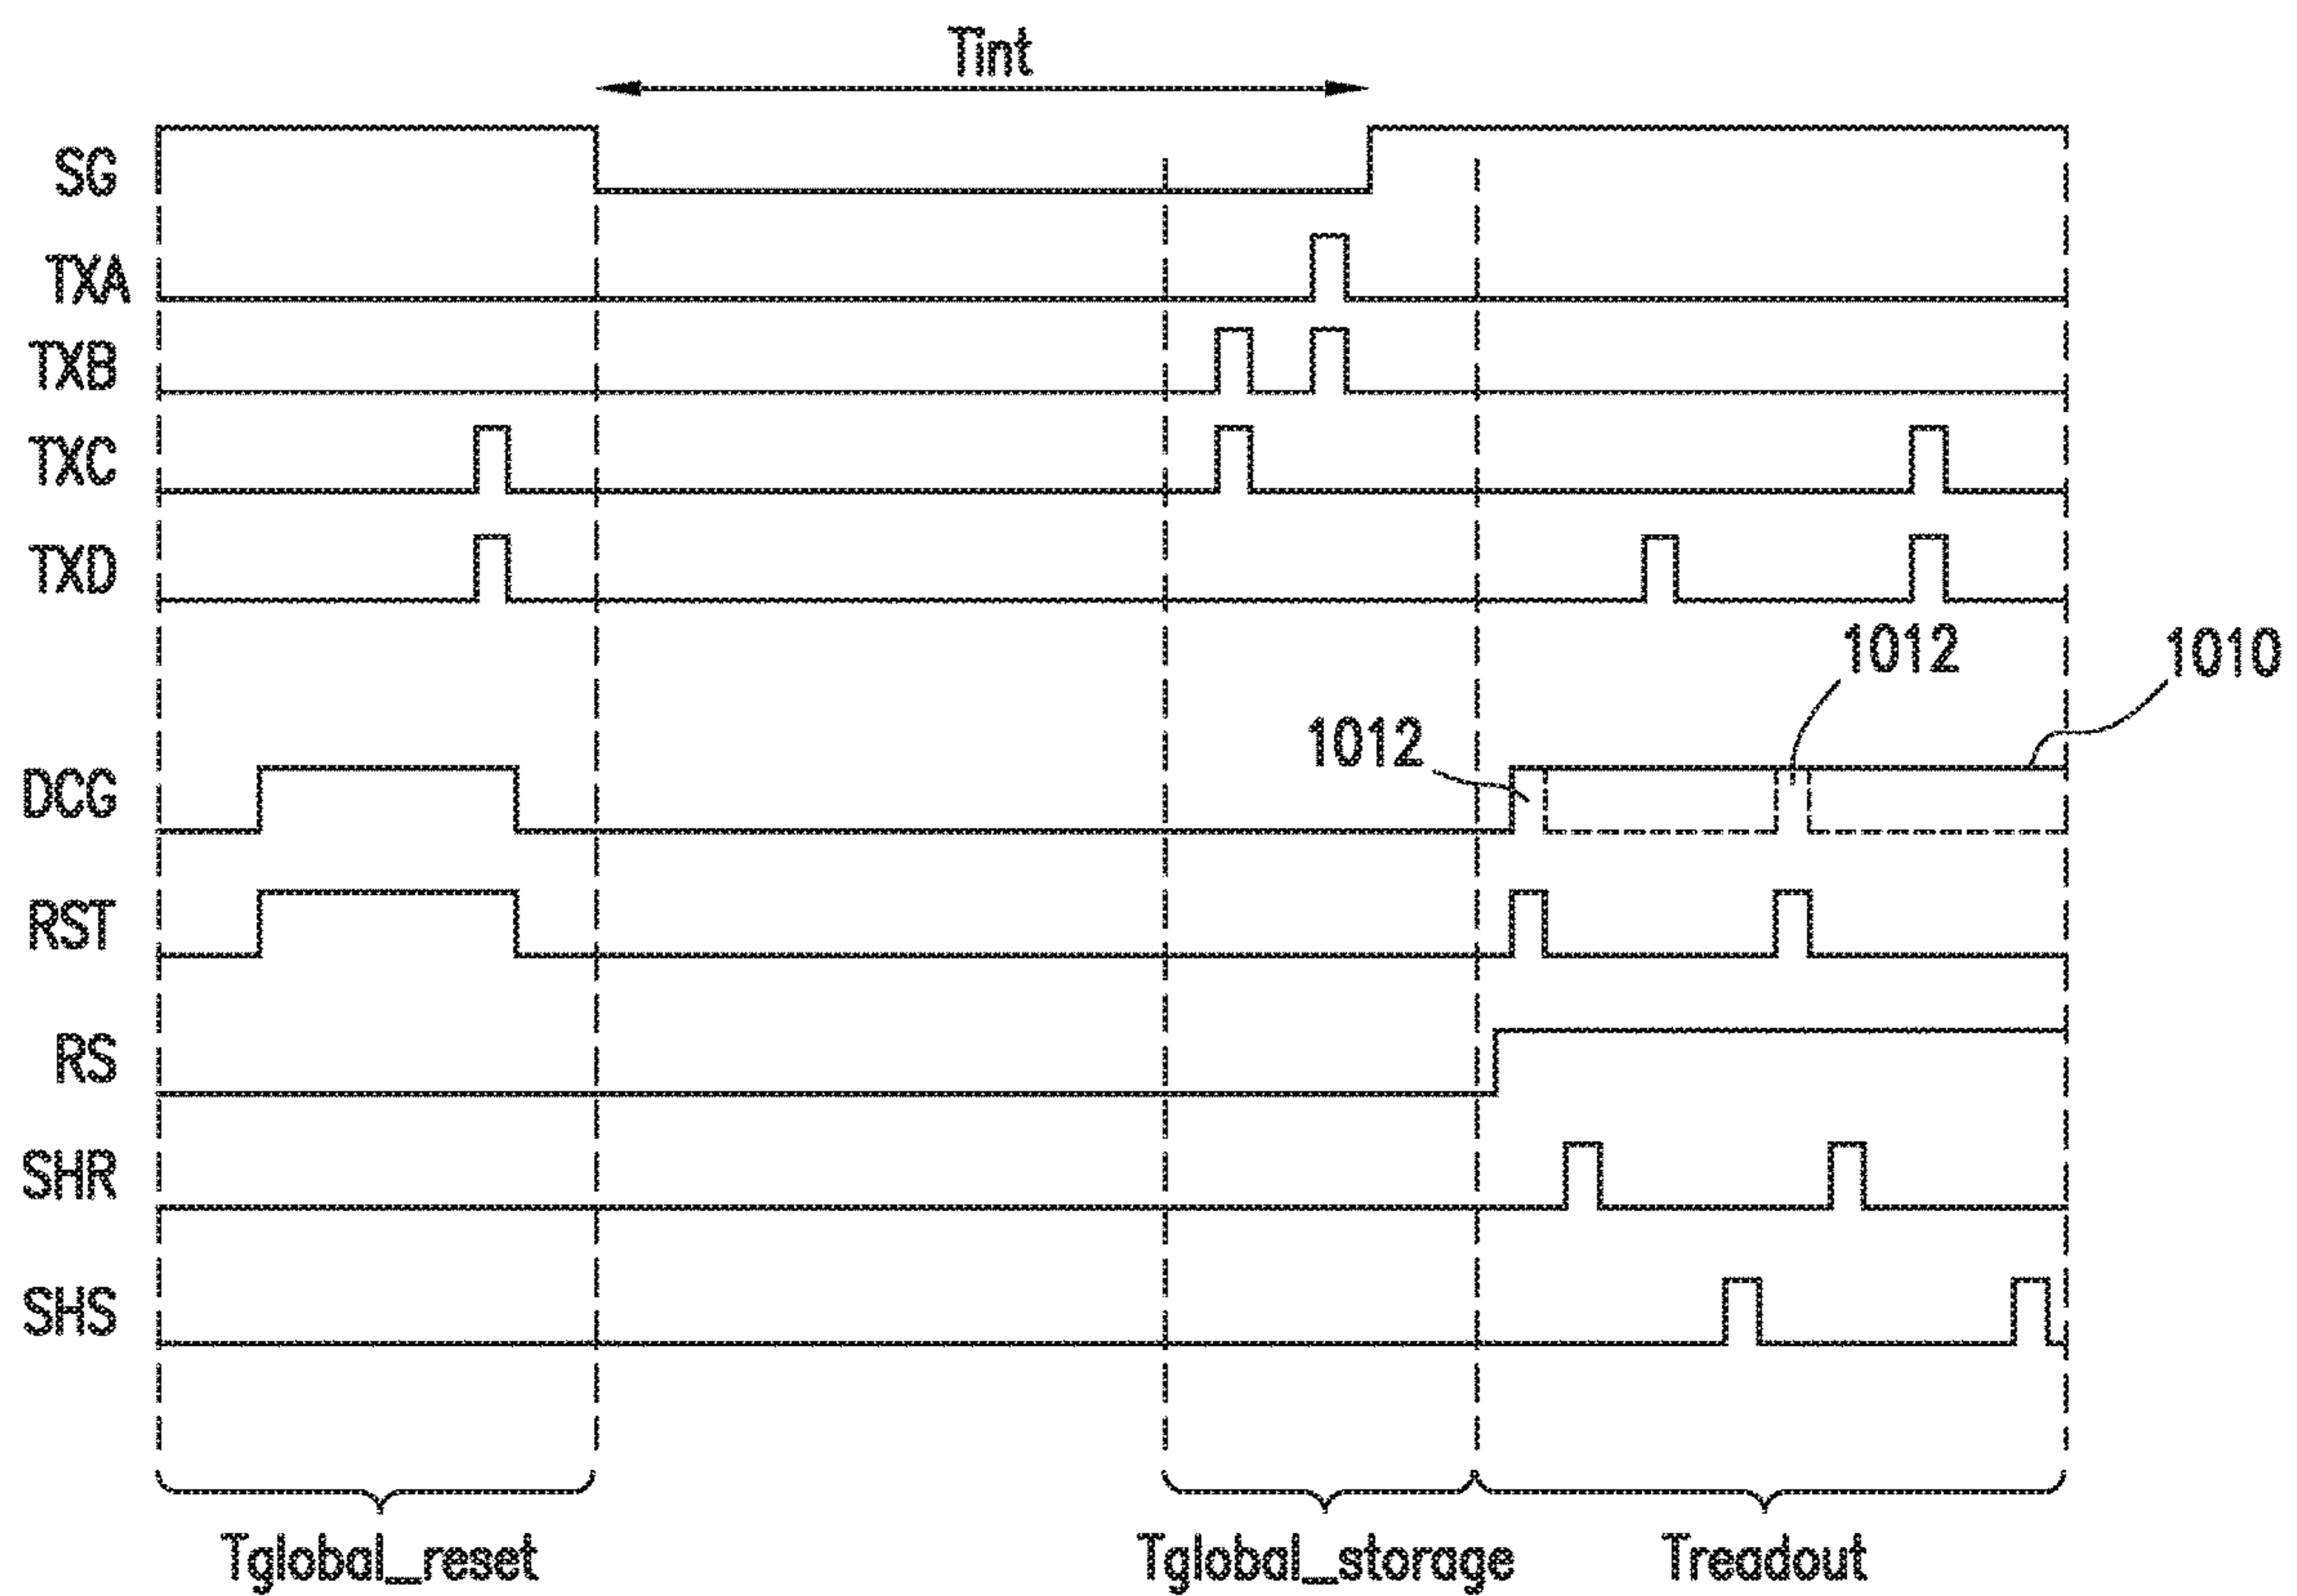 Tint
SG
TXA
TXB
TXC
TXD
1012
1010
1012
DCG
RST
RS
SHR
SHS
Tglobal_reset
Tglobal_storage
Treadout